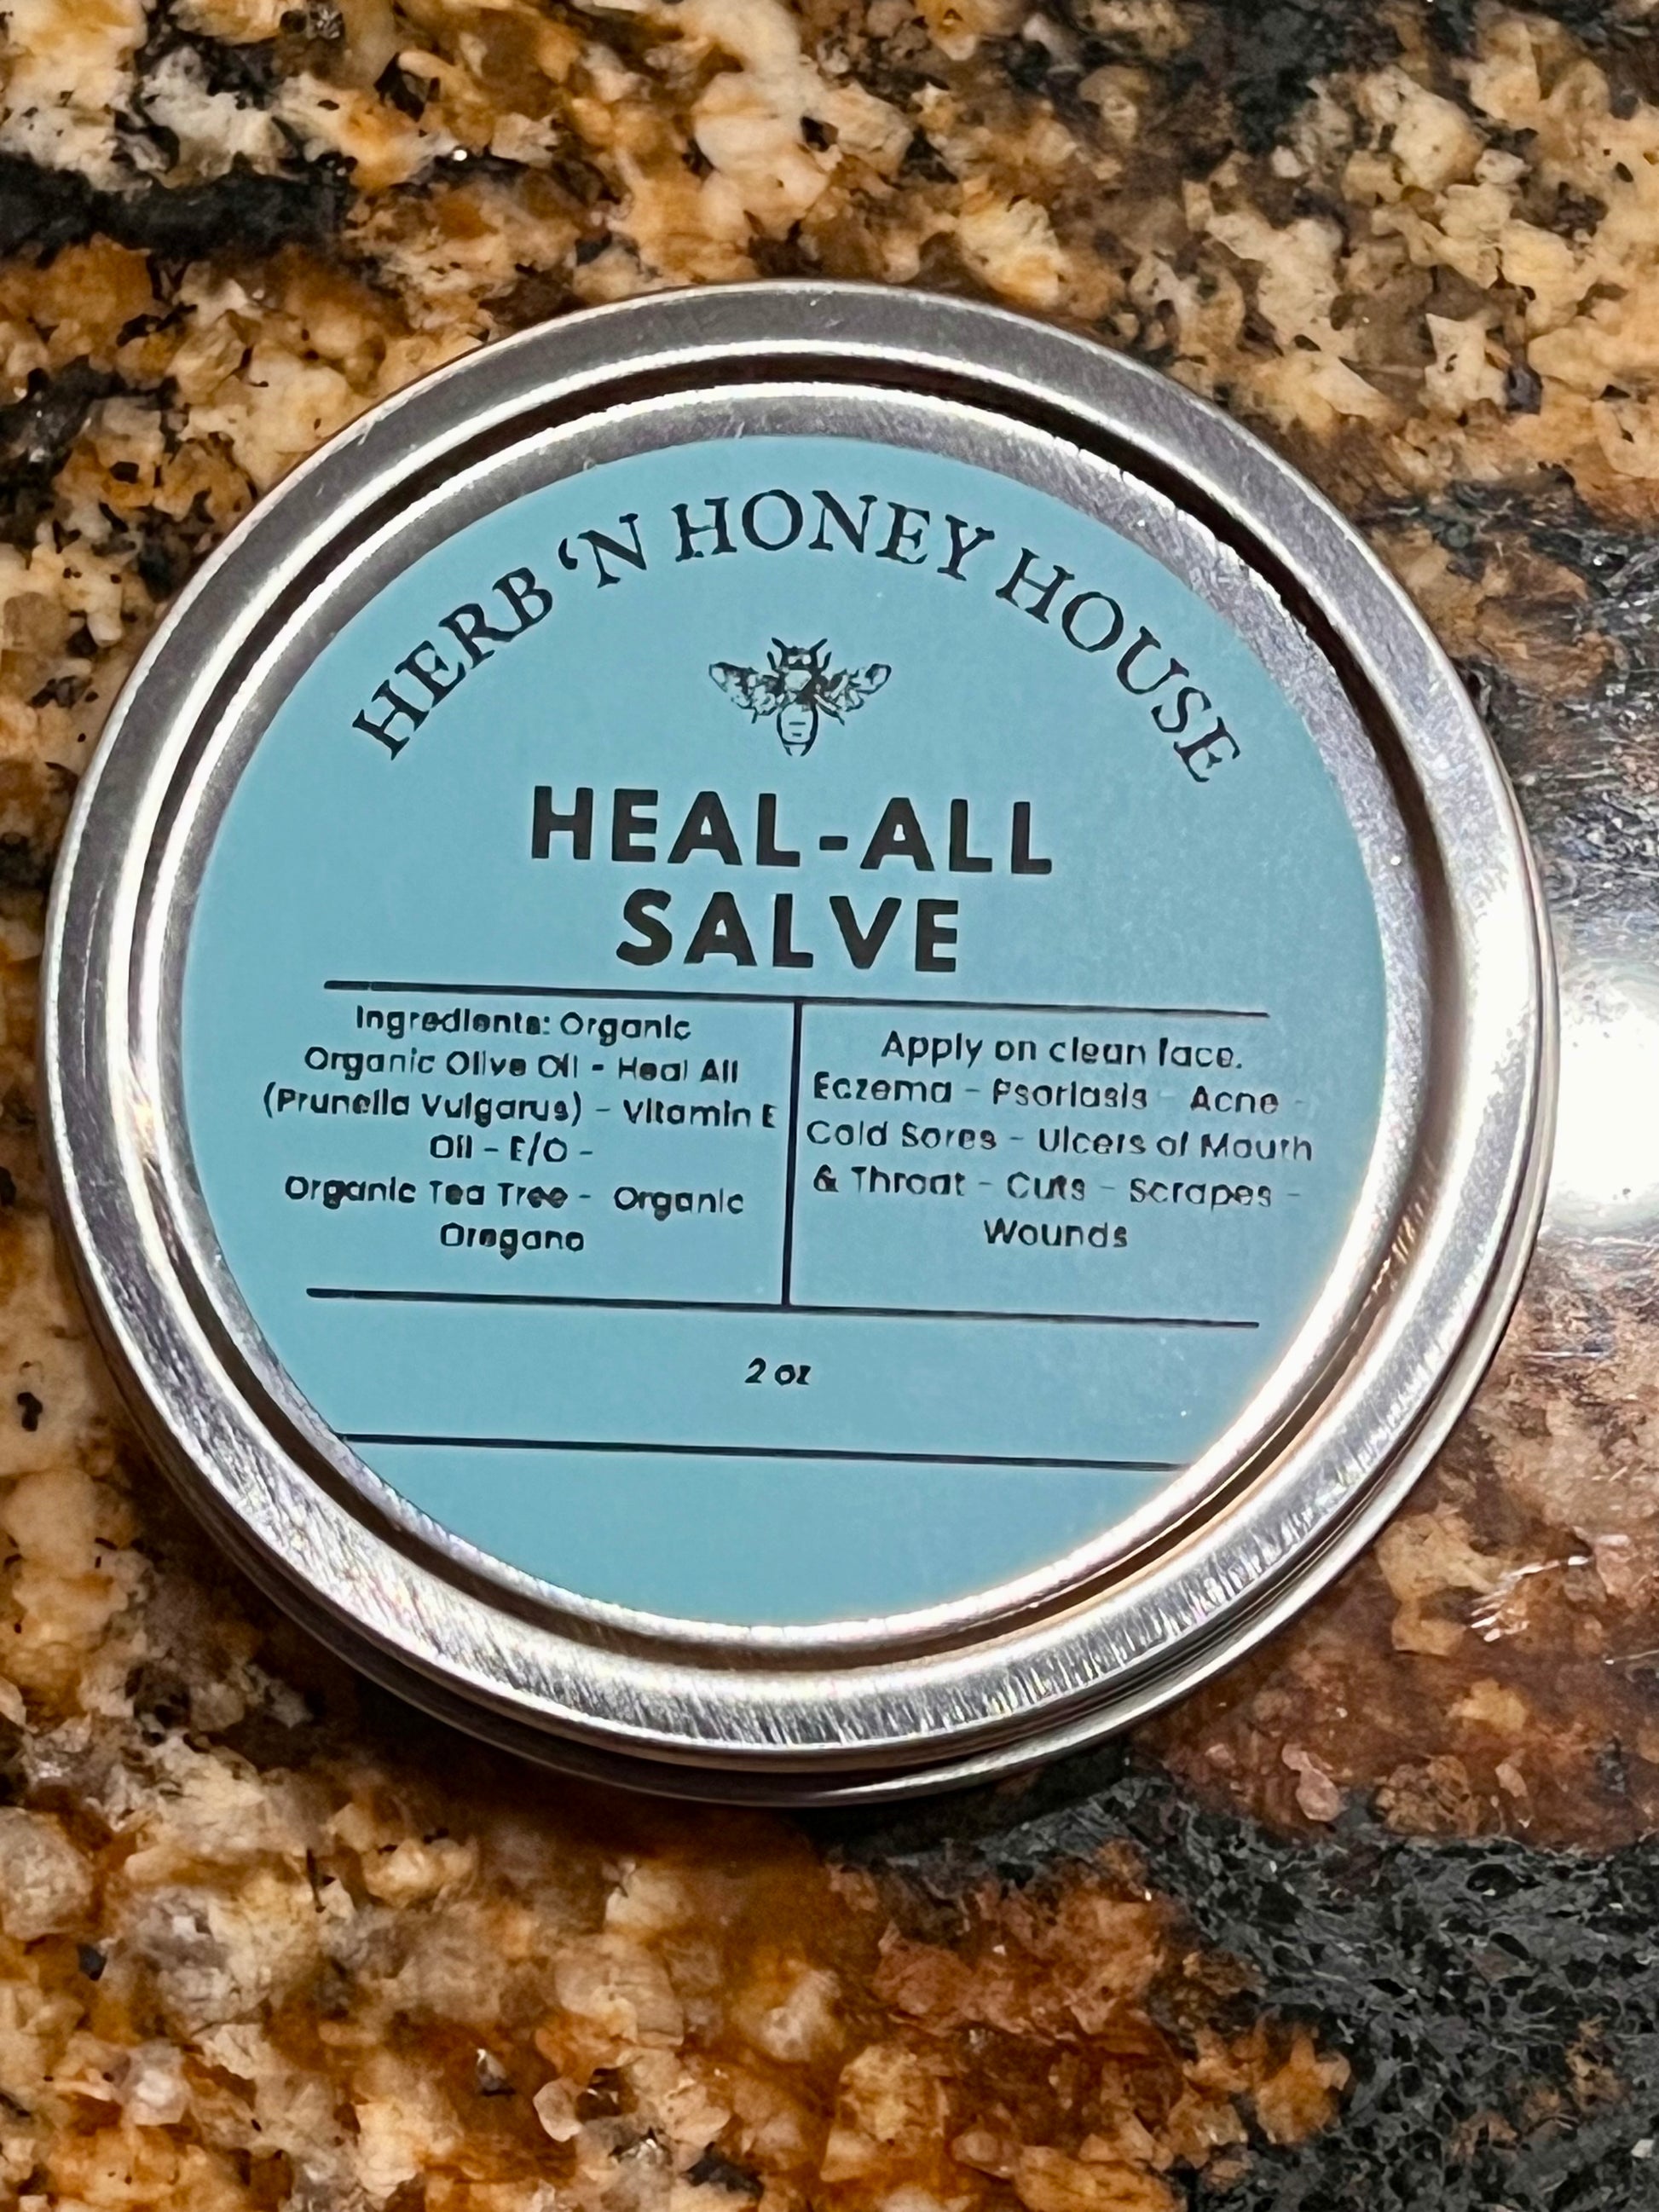 HERB ‘N HONEY HOUSE
HEAL-ALL
SALVE
Ingredients: Organic
Organic Olive Oil - Heal All
(Prunella Vulgarus) - Vitamin E
Oil - E/O -
Organic Tea Tree - Organic
Oregano
Apply on clean face.
Eczema - Psoriasis - Acne -
Cold Sores - Ulcers of Mouth
& Throat - Cuts - Scrapes -
Wounds
2 oz